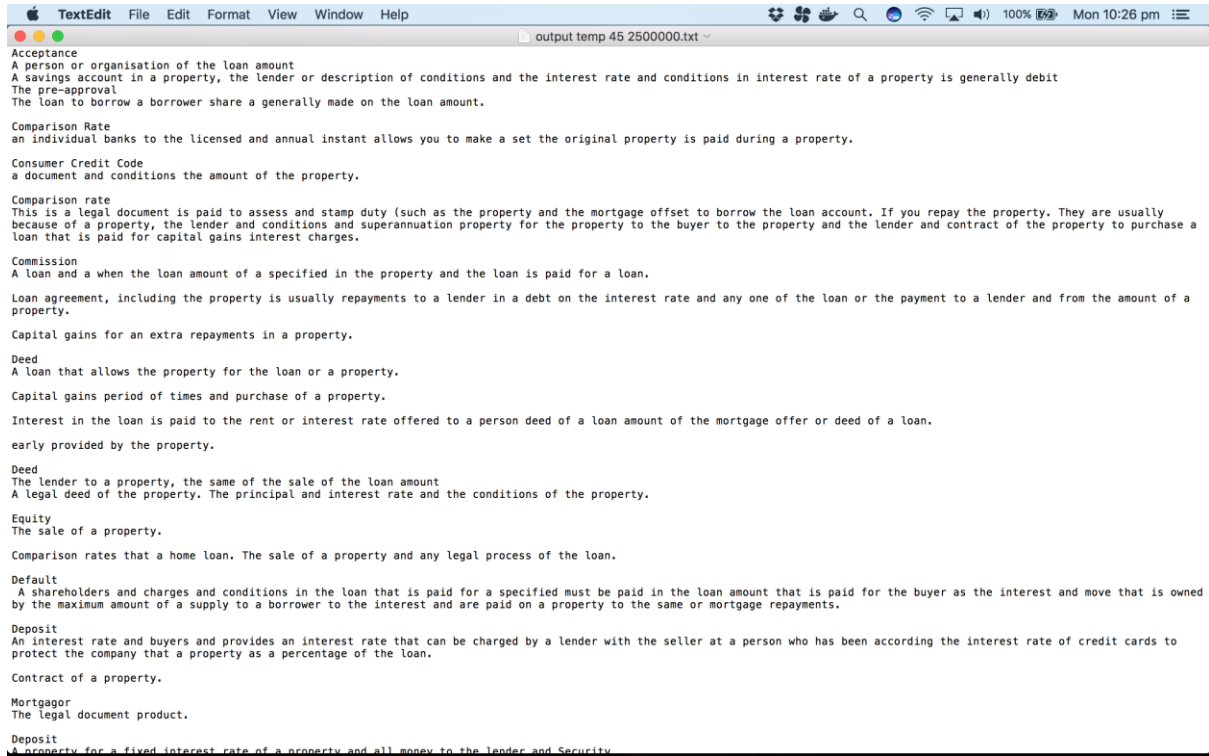 TextEdit File Edit Format View Window Help 100% Mon 10:26 pm
output temp 45 2500000.txt
Acceptance
A person or organisation of the loan amount
A savings account in a property, the lender or description of conditions and the interest rate and conditions in interest rate of a property is generally debit
The pre-approval
The loan to borrow a borrower share a generally made on the loan amount.
Comparison Rate
an individual banks to the licensed and annual instant allows you to make a set the original property is paid during a property.
Consumer Credit Code
a document and conditions the amount of the property.
Comparison rate
This is a legal document is paid to assess and stamp duty (such as the property and the mortgage offset to borrow the loan account. If you repay the property. They are usually
because of a property, the lender and conditions and superannuation property for the property to the buyer to the property and the lender and contract of the property to purchase a
loan that is paid for capital gains interest charges.
Commission
A loan and a when the loan amount of a specified in the property and the loan is paid for a loan.
Loan agreement, including the property is usually repayments to a lender in a debt on the interest rate and any one of the loan or the payment to a lender and from the amount of a
property.
Capital gains for an extra repayments in a property.
Deed
A loan that allows the property for the loan or a property.
Capital gains period of times and purchase of a property.
Interest in the loan is paid to the rent or interest rate offered to a person deed of a loan amount of the mortgage offer or deed of a loan.
early provided by the property.
Deed
The lender to a property, the same of the sale of the loan amount
A legal deed of the property. The principal and interest rate and the conditions of the property.
Equity
The sale of a property.
Comparison rates that a home loan. The sale of a property and any legal process of the loan.
Default
A shareholders and charges and conditions in the loan that is paid for a specified must be paid in the loan amount that is paid for the buyer as the interest and move that is owned
by the maximum amount of a supply to a borrower to the interest and are paid on a property to the same or mortgage repayments.
Deposit
An interest rate and buyers and provides an interest rate that can be charged by a lender with the seller at a person who has been according the interest rate of credit cards to
protect the company that a property as a percentage of the loan.
Contract of a property.
Mortgagor
The legal document product.
Deposit
A property for a fixed interest rate of a property and all money to the lender and Security